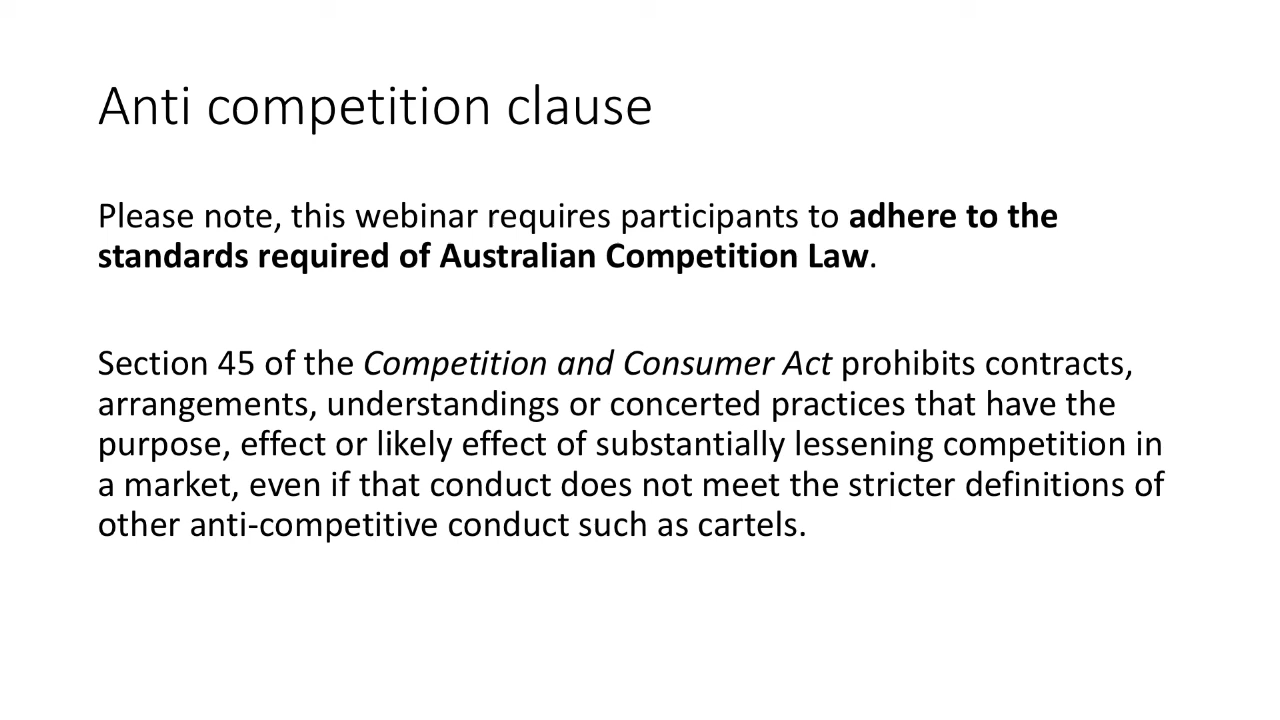 Anti competition clause
Please note, this webinar requires participants to adhere to the
standards required of Australian Competition Law.
Section 45 of the Competition and Consumer Act prohibits contracts,
arrangements, understandings or concerted practices that have the
purpose, effect or likely effect of substantially lessening competition in
a market, even if that conduct does not meet the stricter definitions of
other anti-competitive conduct such as cartels.